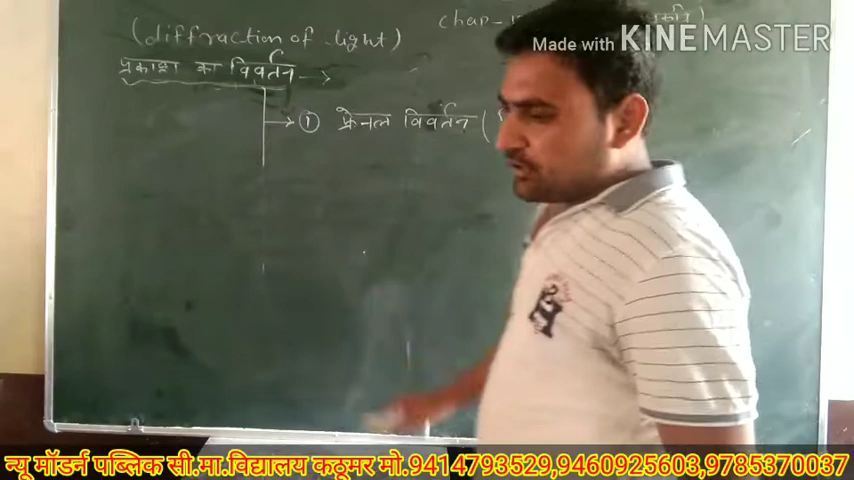 (diffraction of light) chap-
Made with KINEMASTER
प्रकाश का विवर्तन →
→ ① फ्रेनल विवर्तन (
न्यू मॉडर्न पब्लिक सी.मा.विद्यालय कठूमर मो.9414793529,9460925603,9785370037